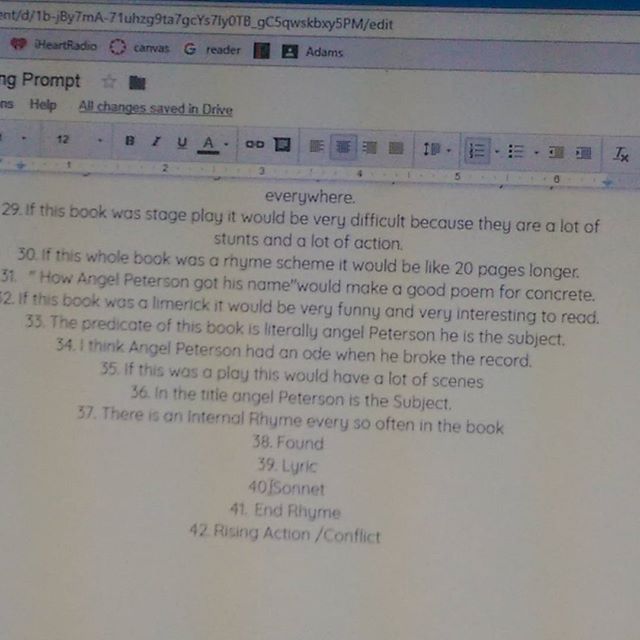 ent/d/1b-jBy7mA-71uhzg9ta7gcYs7Iy0TB_gC5qwskbxy5PM/edit
iHeartRadio canvas reader Adams
ng Prompt
ns Help All changes saved in Drive
12 B I U A
1 2 3 4 5 6
everywhere.
29. If this book was stage play it would be very difficult because they are a lot of
stunts and a lot of action.
30. If this whole book was a rhyme scheme it would be like 20 pages longer.
31. " How Angel Peterson got his name"would make a good poem for concrete.
32. If this book was a limerick it would be very funny and very interesting to read.
33. The predicate of this book is literally angel Peterson he is the subject.
34. I think Angel Peterson had an ode when he broke the record.
35. If this was a play this would have a lot of scenes
36. In the title angel Peterson is the Subject.
37. There is an Internal Rhyme every so often in the book
38. Found
39. Lyric
40. Sonnet
41. End Rhyme
42. Rising Action /Conflict